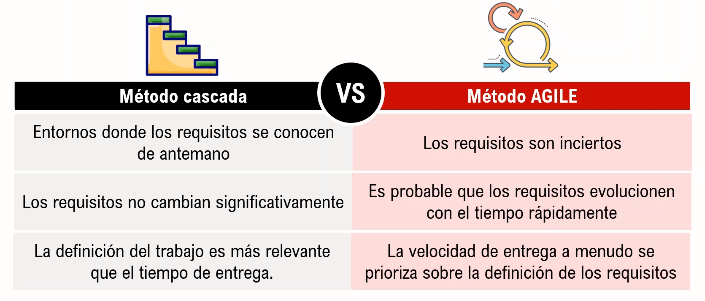 Método cascada
VS
Método AGILE
Entornos donde los requisitos se conocen
de antemano
Los requisitos son inciertos
Los requisitos no cambian significativamente
Es probable que los requisitos evolucionen
con el tiempo rápidamente
La definición del trabajo es más relevante
que el tiempo de entrega.
La velocidad de entrega a menudo se
prioriza sobre la definición de los requisitos